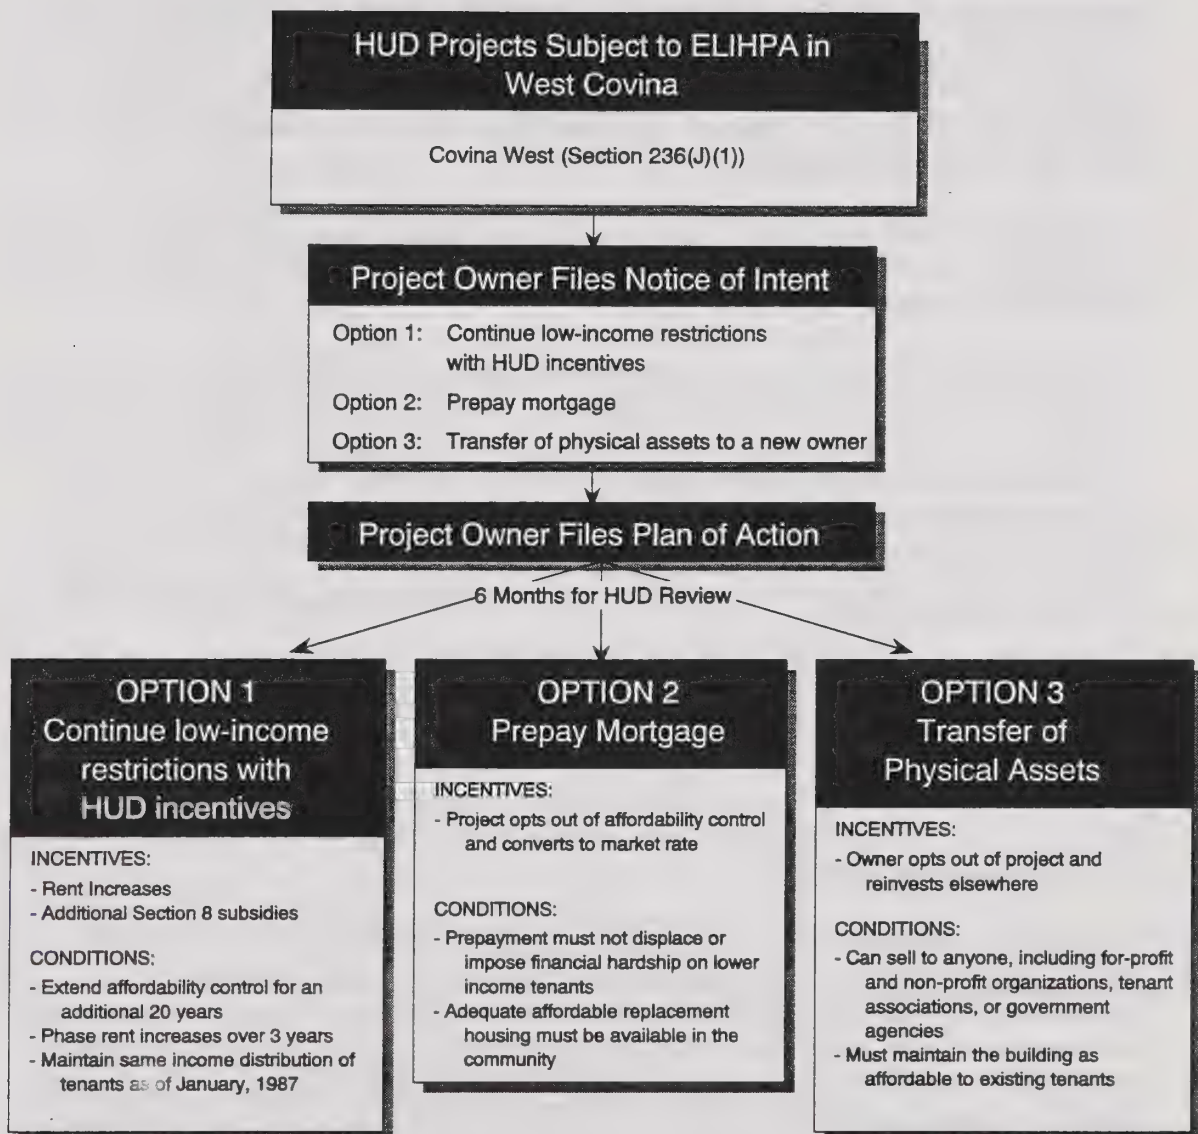 HUD Projects Subject to ELIHPA in
West Covina
Covina West (Section 236(J)(1))
Project Owner Files Notice of Intent
Option 1: Continue low-income restrictions
with HUD incentives
Option 2: Prepay mortgage
Option 3: Transfer of physical assets to a new owner
Project Owner Files Plan of Action
6 Months for HUD Review
OPTION 1
Continue low-income
restrictions with
HUD incentives
INCENTIVES:
- Rent Increases
- Additional Section 8 subsidies
CONDITIONS:
- Extend affordability control for an
additional 20 years
- Phase rent increases over 3 years
- Maintain same income distribution of
tenants as of January, 1987
OPTION 2
Prepay Mortgage
INCENTIVES:
- Project opts out of affordability control
and converts to market rate
CONDITIONS:
- Prepayment must not displace or
impose financial hardship on lower
income tenants
- Adequate affordable replacement
housing must be available in the
community
OPTION 3
Transfer of
Physical Assets
INCENTIVES:
- Owner opts out of project and
reinvests elsewhere
CONDITIONS:
- Can sell to anyone, including for-profit
and non-profit organizations, tenant
associations, or government
agencies
- Must maintain the building as
affordable to existing tenants